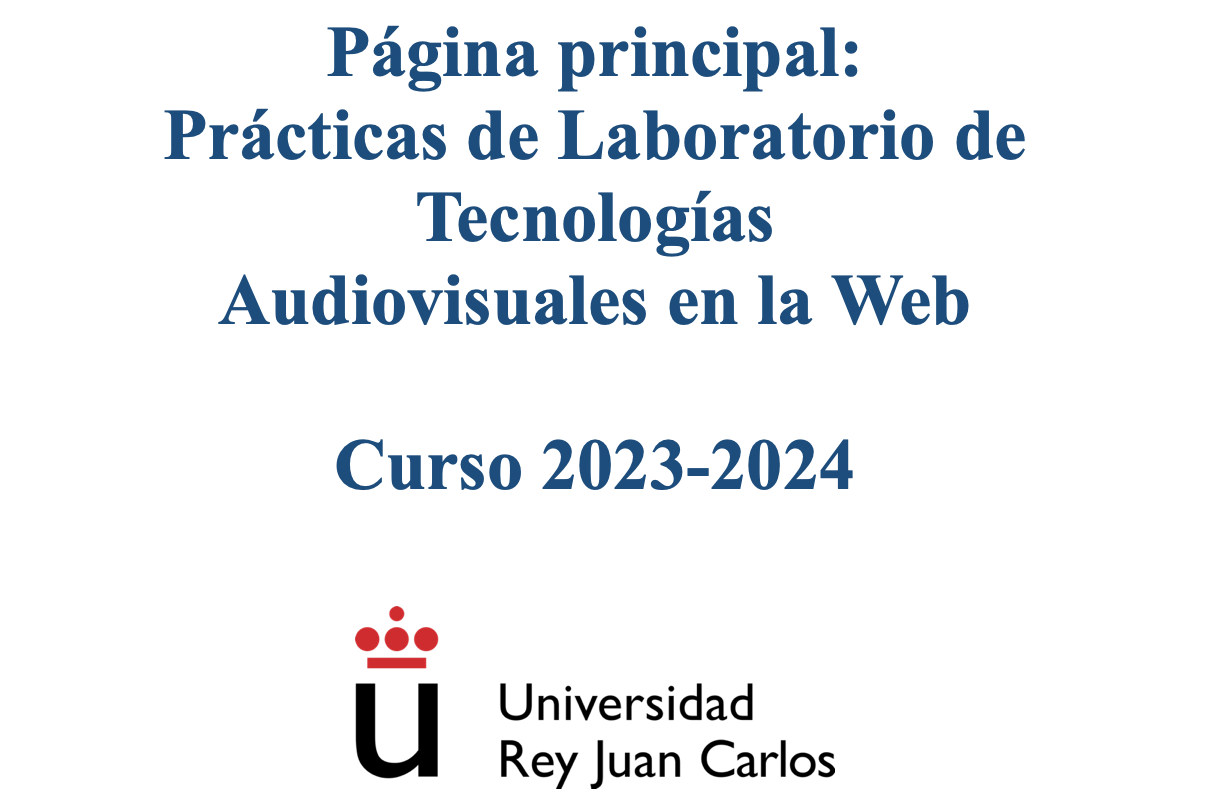 Página principal:
Prácticas de Laboratorio de
Tecnologías
Audiovisuales en la Web
Curso 2023-2024
u
Universidad
Rey Juan Carlos